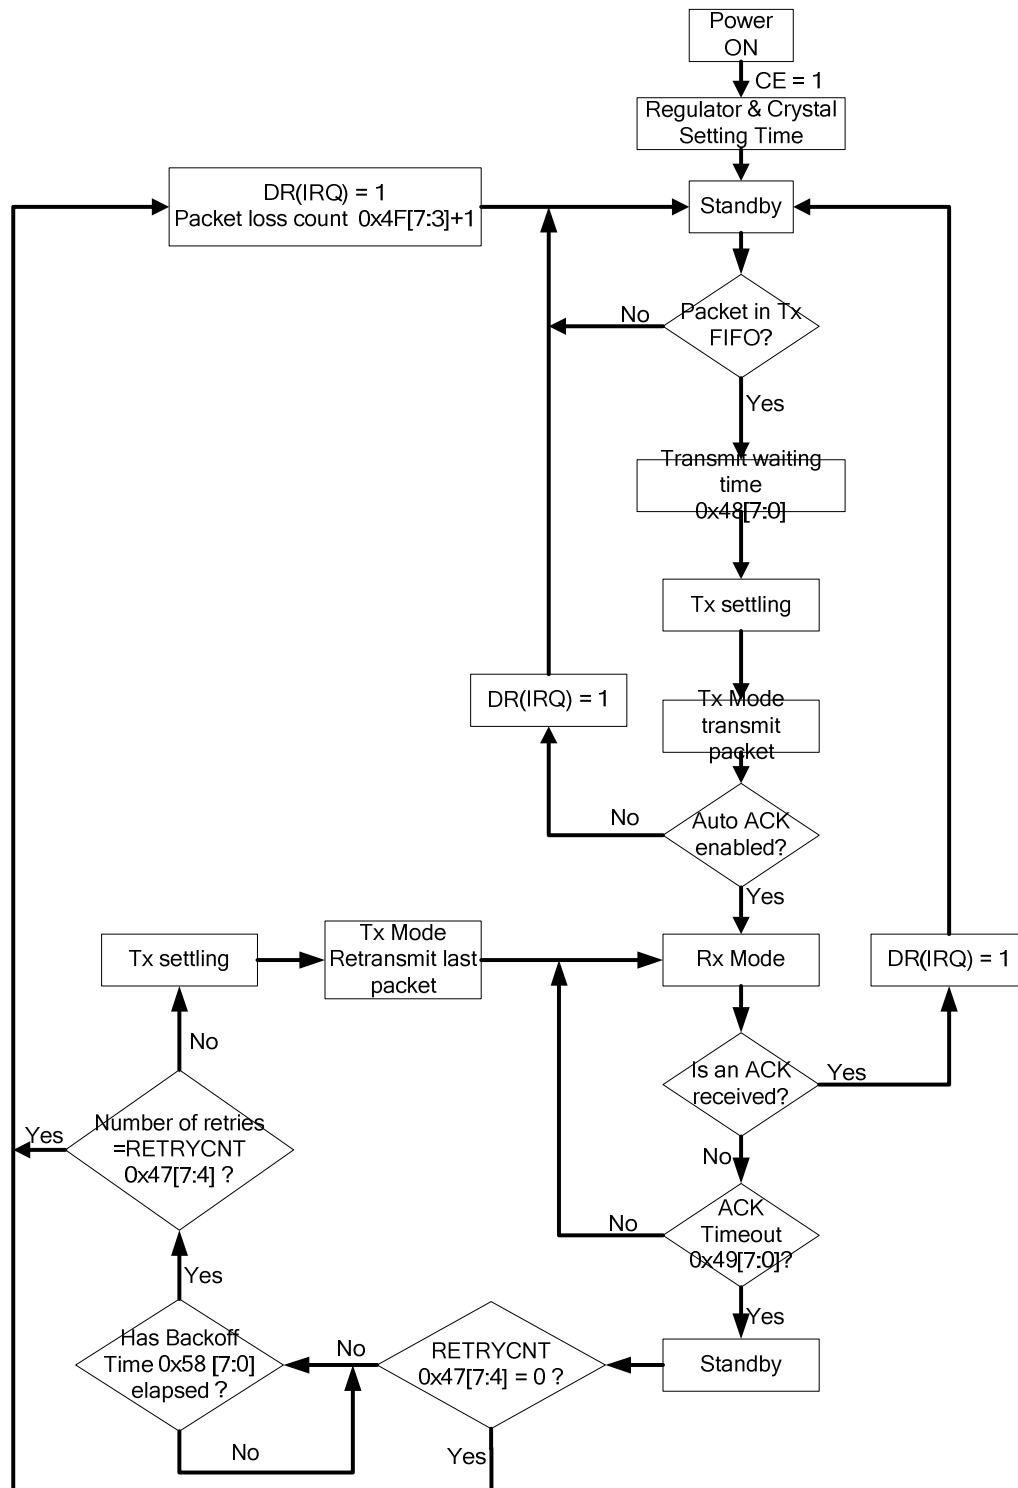 Power
ON
CE = 1
Regulator & Crystal
Setting Time
DR(IRQ) = 1
Packet loss count 0x4F[7:3]+1
Standby
No
Packet in Tx
FIFO?
Yes
Transmit waiting
time
0x48[7:0]
Tx settling
DR(IRQ) = 1
Tx Mode
transmit
packet
No
Auto ACK
enabled?
Yes
Tx settling
Tx Mode
Retransmit last
packet
Rx Mode
DR(IRQ) = 1
No
Is an ACK
received?
Yes
Yes
Number of retries
=RETRYCNT
0x47[7:4] ?
No
No
ACK
Timeout
0x49[7:0]?
Yes
Yes
Has Backoff
Time 0x58 [7:0]
elapsed ?
No
No
RETRYCNT
0x47[7:4] = 0 ?
Yes
Standby